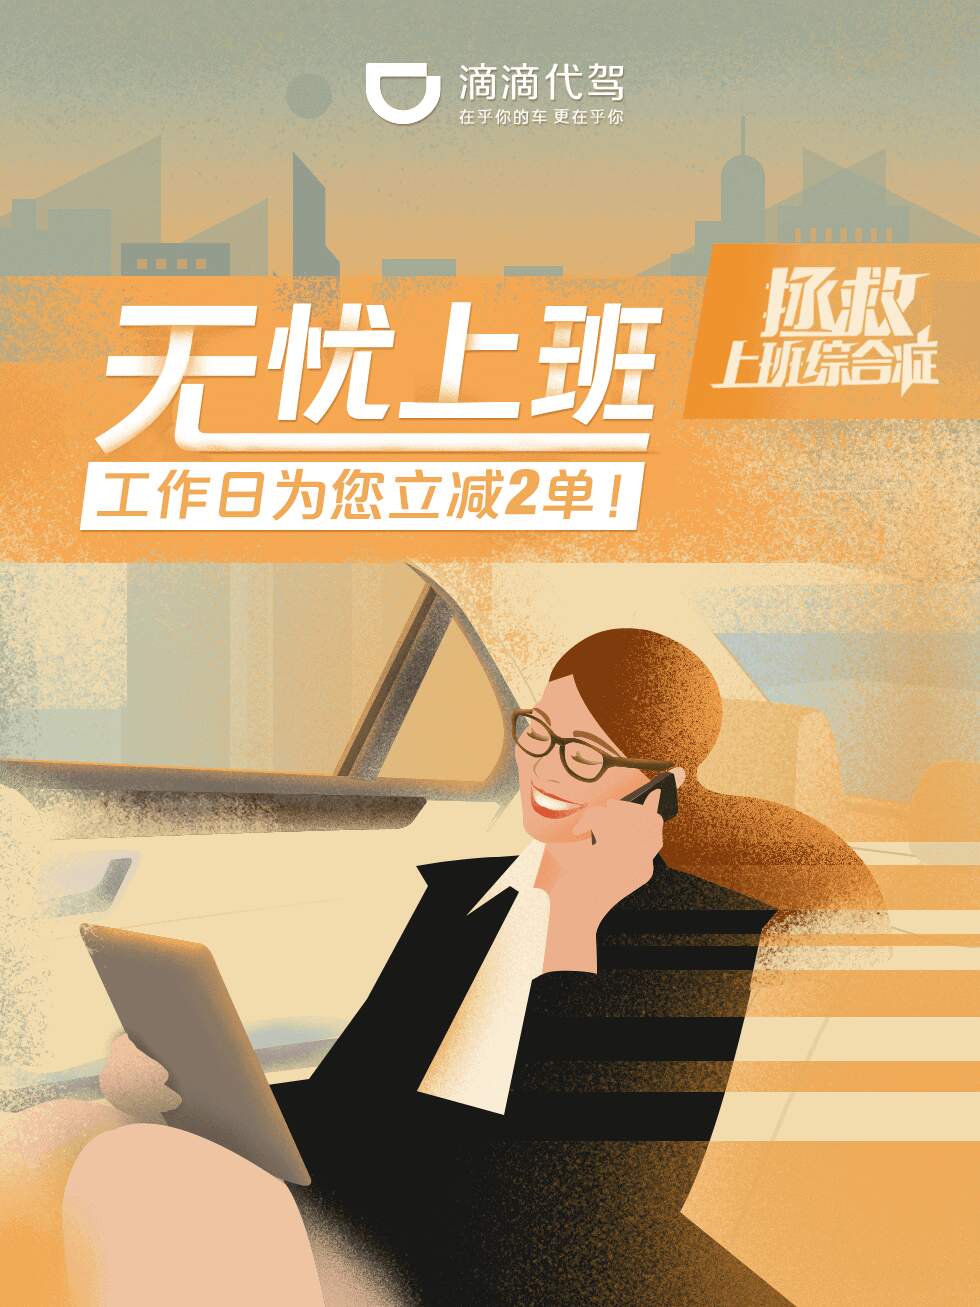 滴滴代驾
在乎你的车 更在乎你
拯救
上班综合症
无忧上班
工作日为您立减2单！